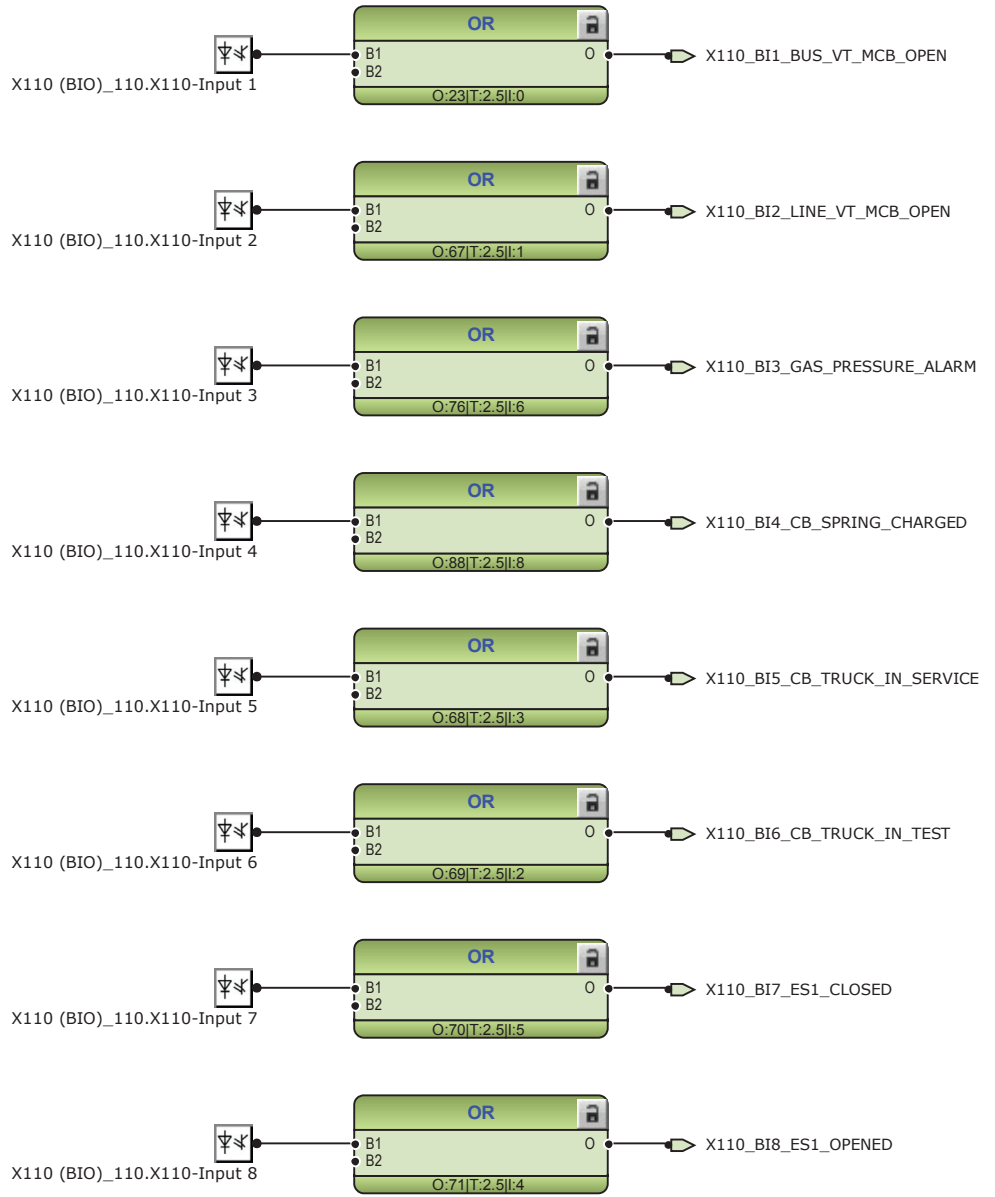 OR
B1 O X110_BI1_BUS_VT_MCB_OPEN
B2
X110 (BIO)_110.X110-Input 1
O:23|T:2.5|I:0
OR
B1 O X110_BI2_LINE_VT_MCB_OPEN
B2
X110 (BIO)_110.X110-Input 2
O:67|T:2.5|I:1
OR
B1 O X110_BI3_GAS_PRESSURE_ALARM
B2
X110 (BIO)_110.X110-Input 3
O:76|T:2.5|I:6
OR
B1 O X110_BI4_CB_SPRING_CHARGED
B2
X110 (BIO)_110.X110-Input 4
O:88|T:2.5|I:8
OR
B1 O X110_BI5_CB_TRUCK_IN_SERVICE
B2
X110 (BIO)_110.X110-Input 5
O:68|T:2.5|I:3
OR
B1 O X110_BI6_CB_TRUCK_IN_TEST
B2
X110 (BIO)_110.X110-Input 6
O:69|T:2.5|I:2
OR
B1 O X110_BI7_ES1_CLOSED
B2
X110 (BIO)_110.X110-Input 7
O:70|T:2.5|I:5
OR
B1 O X110_BI8_ES1_OPENED
B2
X110 (BIO)_110.X110-Input 8
O:71|T:2.5|I:4